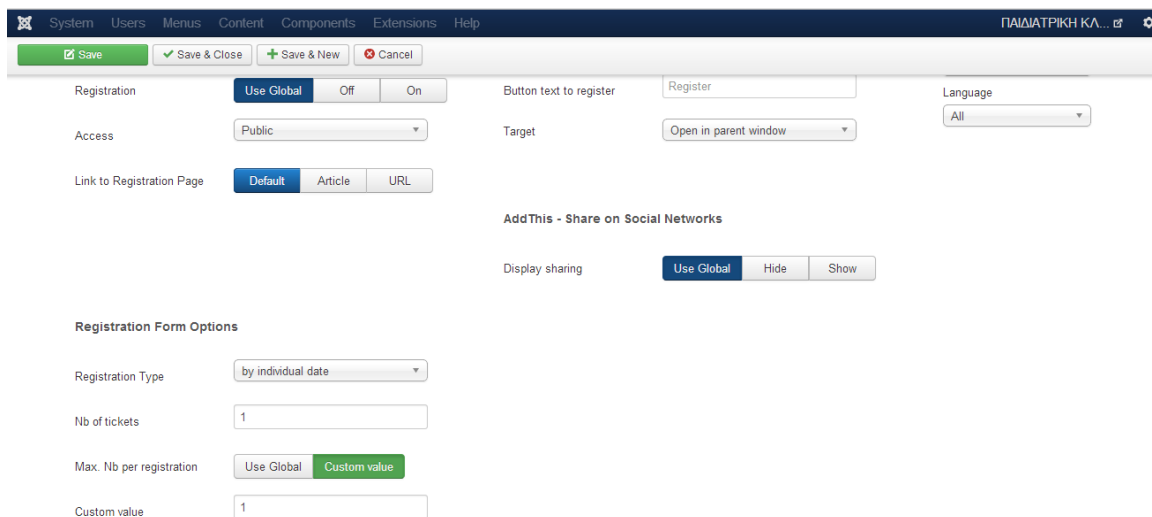 System Users Menus Content Components Extensions Help ΠΑΙΔΙΑΤΡΙΚΗ ΚΛ...
Save Save & Close Save & New Cancel
Registration Use Global Off On
Access Public
Link to Registration Page Default Article URL
Button text to register Register
Target Open in parent window
AddThis - Share on Social Networks
Display sharing Use Global Hide Show
Language
All
Registration Form Options
Registration Type by individual date
Nb of tickets 1
Max. Nb per registration Use Global Custom value
Custom value 1